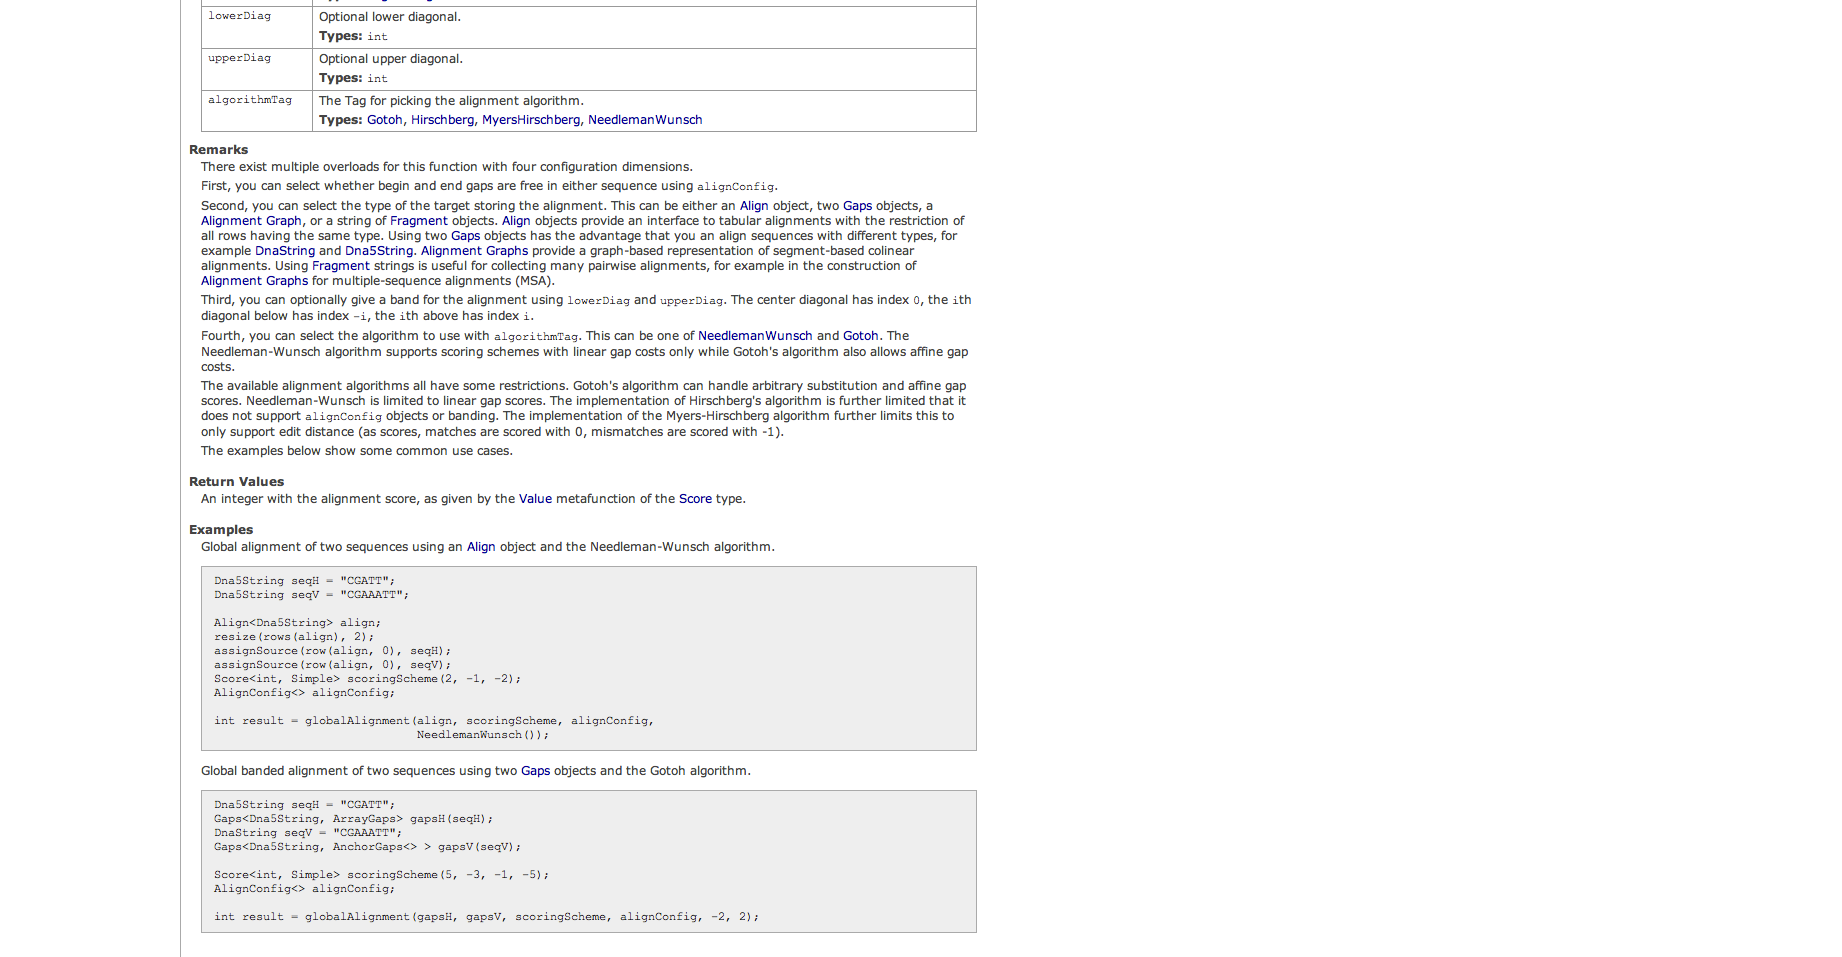 lowerDiag
Optional lower diagonal.
Types: int
upperDiag
Optional upper diagonal.
Types: int
algorithmTag
The Tag for picking the alignment algorithm.
Types: Gotoh, Hirschberg, MyersHirschberg, NeedlemanWunsch
Remarks
There exist multiple overloads for this function with four configuration dimensions.
First, you can select whether begin and end gaps are free in either sequence using alignConfig.
Second, you can select the type of the target storing the alignment. This can be either an Align object, two Gaps objects, a
Alignment Graph, or a string of Fragment objects. Align objects provide an interface to tabular alignments with the restriction of
all rows having the same type. Using two Gaps objects has the advantage that you an align sequences with different types, for
example DnaString and Dna5String. Alignment Graphs provide a graph-based representation of segment-based colinear
alignments. Using Fragment strings is useful for collecting many pairwise alignments, for example in the construction of
Alignment Graphs for multiple-sequence alignments (MSA).
Third, you can optionally give a band for the alignment using lowerDiag and upperDiag. The center diagonal has index 0, the ith
diagonal below has index -i, the ith above has index i.
Fourth, you can select the algorithm to use with algorithmTag. This can be one of NeedlemanWunsch and Gotoh. The
Needleman-Wunsch algorithm supports scoring schemes with linear gap costs only while Gotoh's algorithm also allows affine gap
costs.
The available alignment algorithms all have some restrictions. Gotoh's algorithm can handle arbitrary substitution and affine gap
scores. Needleman-Wunsch is limited to linear gap scores. The implementation of Hirschberg's algorithm is further limited that it
does not support alignConfig objects or banding. The implementation of the Myers-Hirschberg algorithm further limits this to
only support edit distance (as scores, matches are scored with 0, mismatches are scored with -1).
The examples below show some common use cases.
Return Values
An integer with the alignment score, as given by the Value metafunction of the Score type.
Examples
Global alignment of two sequences using an Align object and the Needleman-Wunsch algorithm.
Dna5String seqH = "CGATT";
Dna5String seqV = "CGAAATT";
Align<Dna5String> align;
resize(rows(align), 2);
assignSource(row(align, 0), seqH);
assignSource(row(align, 0), seqV);
Score<int, Simple> scoringScheme(2, -1, -2);
AlignConfig<> alignConfig;
int result = globalAlignment(align, scoringScheme, alignConfig,
NeedlemanWunsch());
Global banded alignment of two sequences using two Gaps objects and the Gotoh algorithm.
Dna5String seqH = "CGATT";
Gaps<Dna5String, ArrayGaps> gapsH(seqH);
DnaString seqV = "CGAAATT";
Gaps<Dna5String, AnchorGaps<> > gapsV(seqV);
Score<int, Simple> scoringScheme(5, -3, -1, -5);
AlignConfig<> alignConfig;
int result = globalAlignment(gapsH, gapsV, scoringScheme, alignConfig, -2, 2);